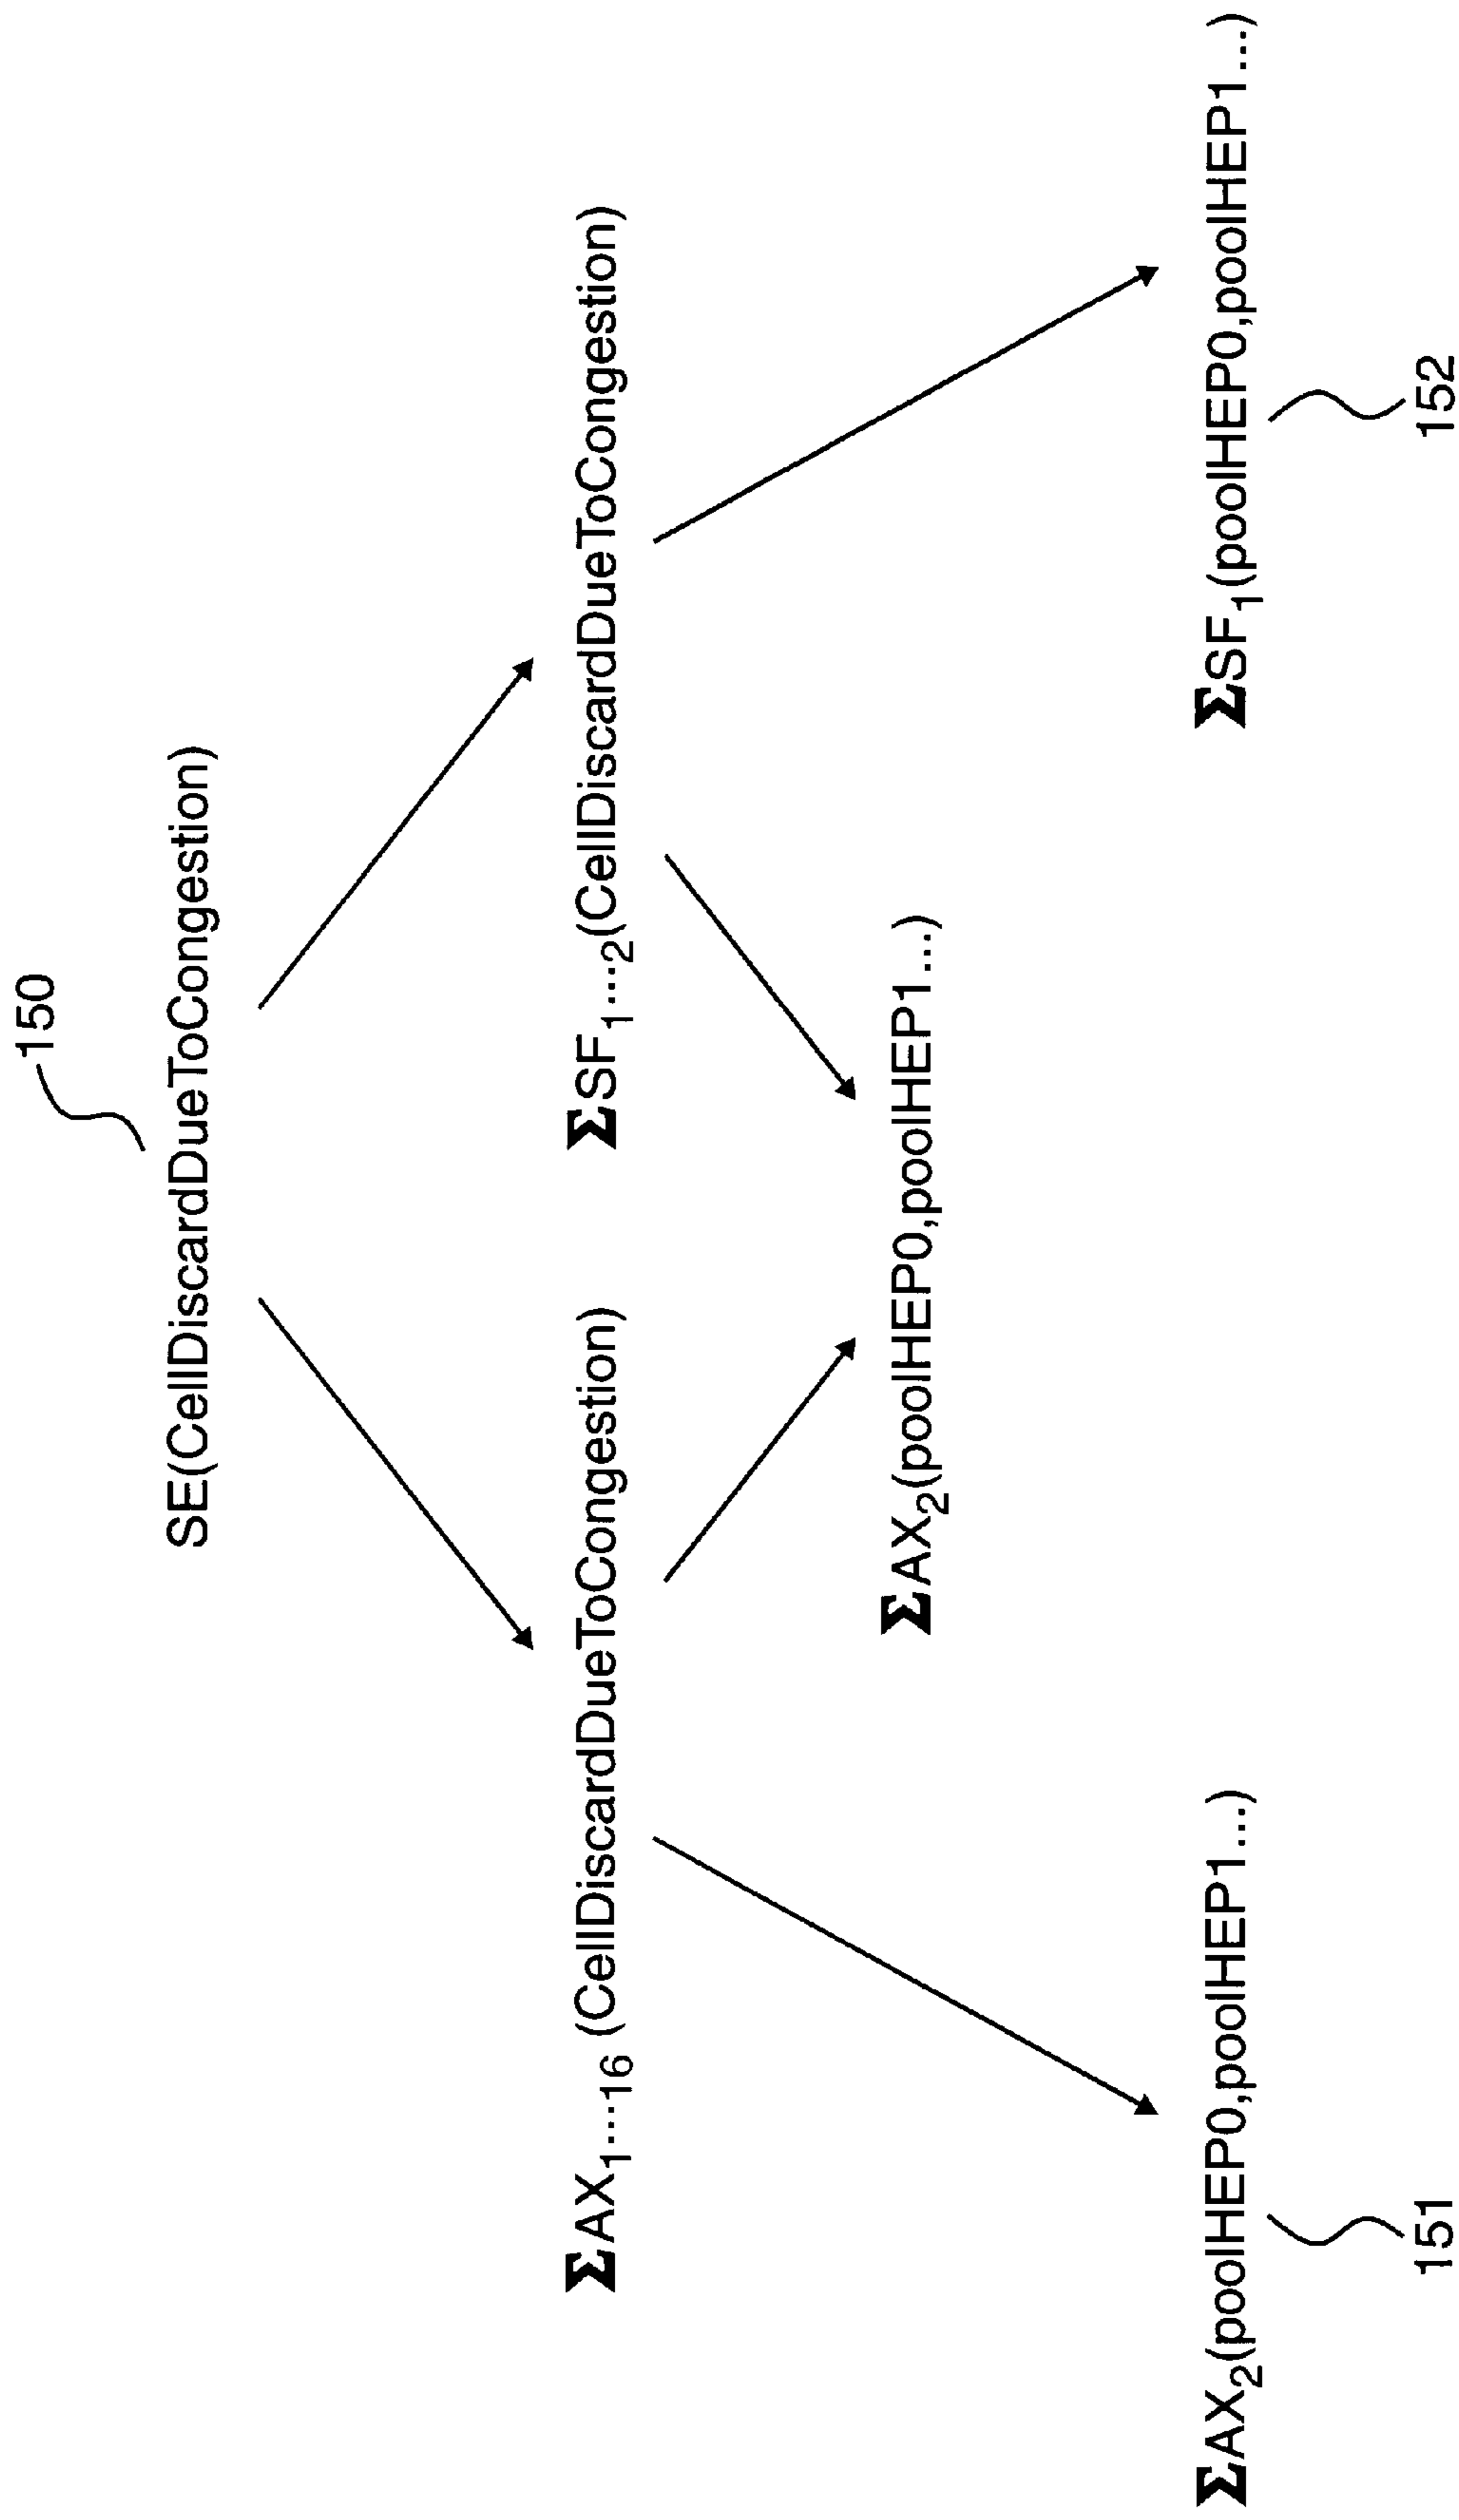 150
SE(CellDiscardDueToCongestion)
ΣAX1...16(CellDiscardDueToCongestion)
ΣSF1...2(CellDiscardDueToCongestion)
ΣAX2(poolHEP0,poolHEP1...)
ΣAX2(poolHEP0,poolHEP1...)
ΣSF1(poolHEP0,poolHEP1...)
151
152